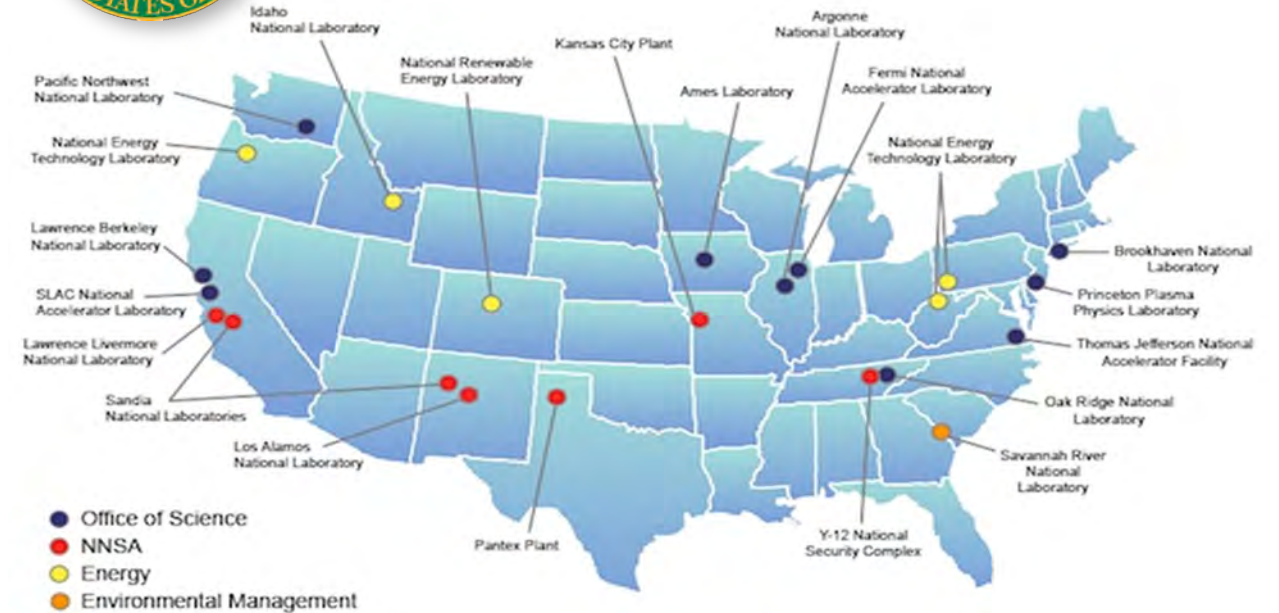 STATES OF
Idaho
National Laboratory
Argonne
National Laboratory
Kansas City Plant
National Renewable
Energy Laboratory
Fermi National
Accelerator Laboratory
Pacific Northwest
National Laboratory
Ames Laboratory
National Energy
Technology Laboratory
National Energy
Technology Laboratory
Lawrence Berkeley
National Laboratory
Brookhaven National
Laboratory
SLAC National
Accelerator Laboratory
Princeton Plasma
Physics Laboratory
Lawrence Livermore
National Laboratory
Thomas Jefferson National
Accelerator Facility
Sandia
National Laboratories
Oak Ridge National
Laboratory
Los Alamos
National Laboratory
Savannah River
National
Laboratory
Pantex Plant
Y-12 National
Security Complex
Office of Science
NNSA
Energy
Environmental Management